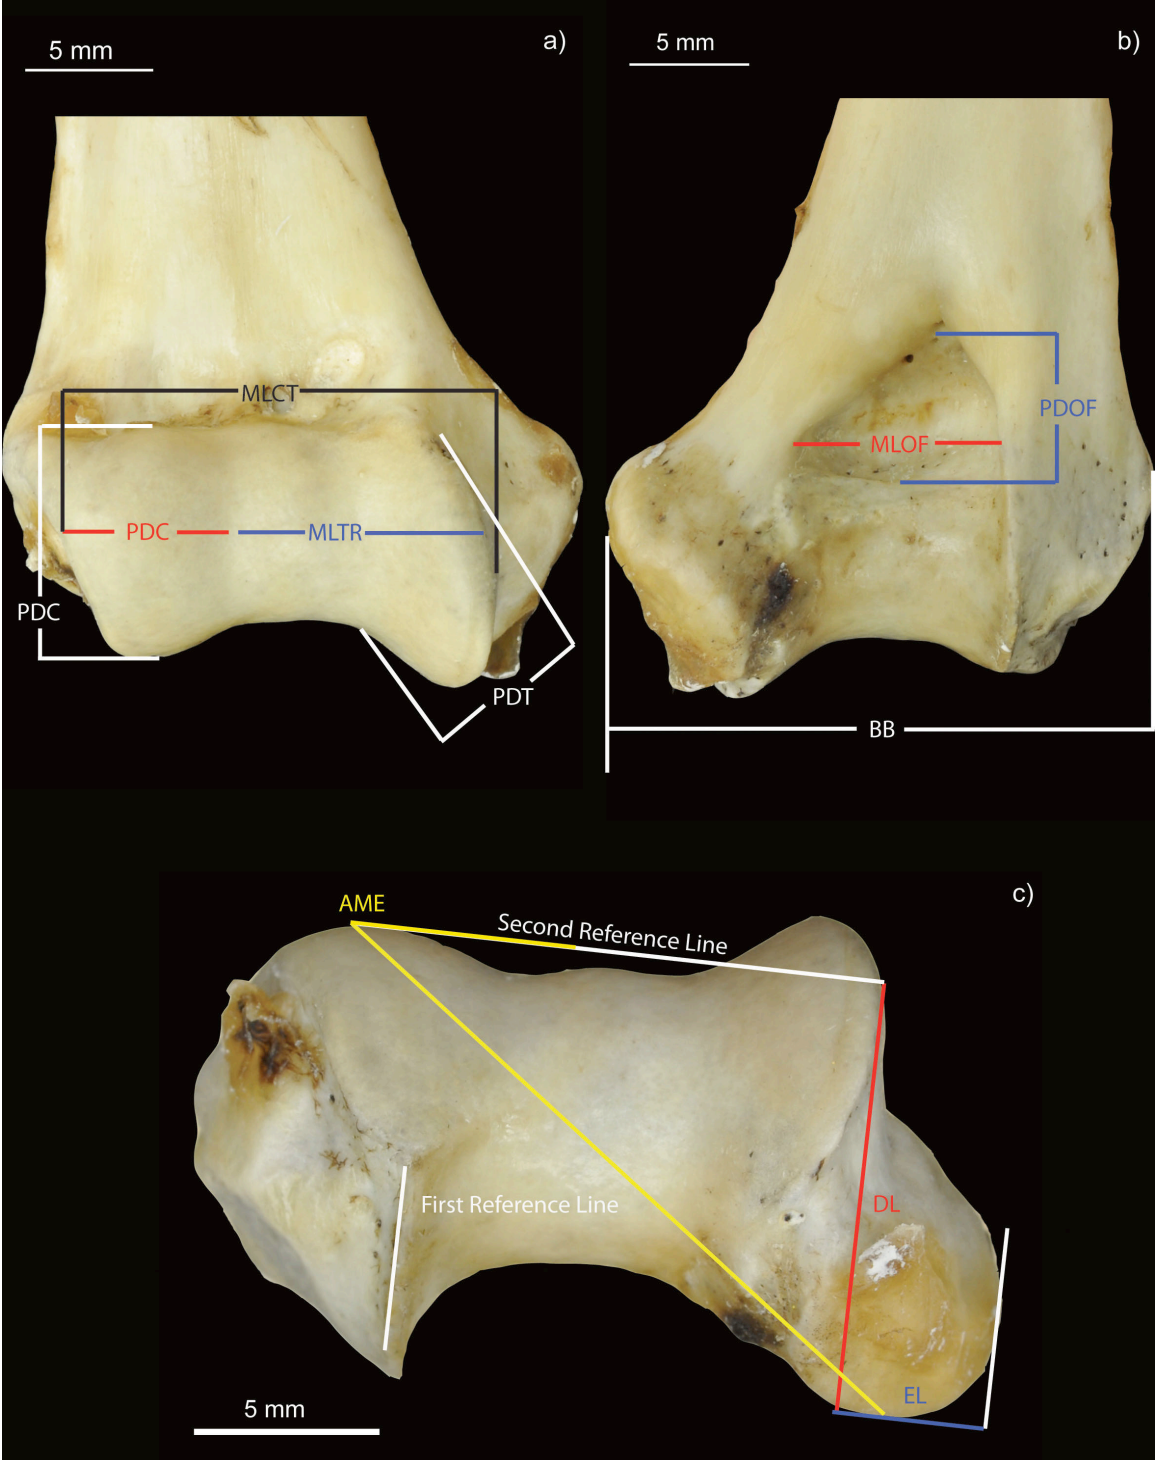 5 mm
a)
MLCT
PDC
MLTR
PDC
PDT
5 mm
b)
PDOF
MLOF
BB
c)
AME
Second Reference Line
First Reference Line
DL
EL
5 mm